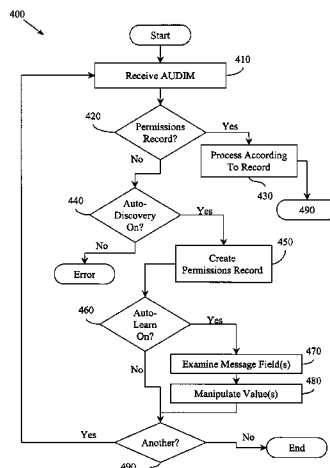 400
Start
Receive AUDIM
410
420
Permissions
Record?
Yes
No
Process According
To Record
430
490
440
Auto-
Discovery
On?
Yes
No
Error
450
Create
Permissions Record
460
Auto-
Learn
On?
Yes
No
470
Examine Message Field(s)
480
Manipulate Value(s)
Yes
Another?
No
End
490